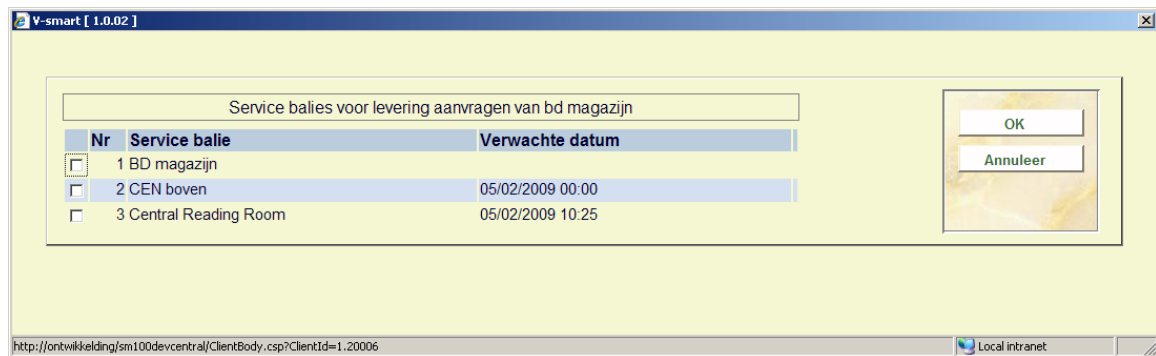 V-smart [ 1.0.02 ]
Service balies voor levering aanvragen van bd magazijn
Nr Service balie Verwachte datum
1 BD magazijn
2 CEN boven 05/02/2009 00:00
3 Central Reading Room 05/02/2009 10:25
OK
Annuleer
http://ontwikkelding/sm100devcentral/ClientBody.csp?ClientId=1.20006 Local intranet